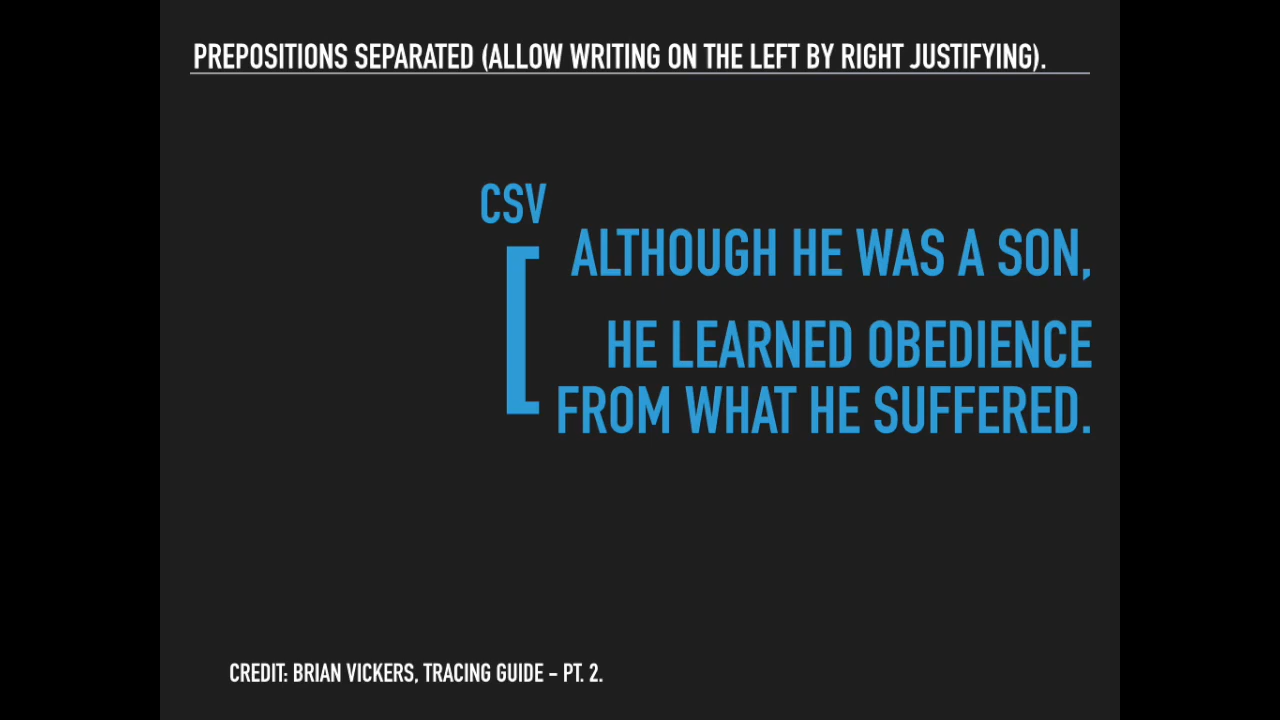 PREPOSITIONS SEPARATED (ALLOW WRITING ON THE LEFT BY RIGHT JUSTIFYING).
CSV
ALTHOUGH HE WAS A SON,
HE LEARNED OBEDIENCE
FROM WHAT HE SUFFERED.
CREDIT: BRIAN VICKERS, TRACING GUIDE – PT. 2.